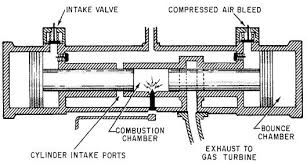 INTAKE VALVE
COMPRESSED AIR BLEED
COMBUSTION
CHAMBER
CYLINDER INTAKE PORTS
EXHAUST TO
GAS TURBINE
BOUNCE
CHAMBER